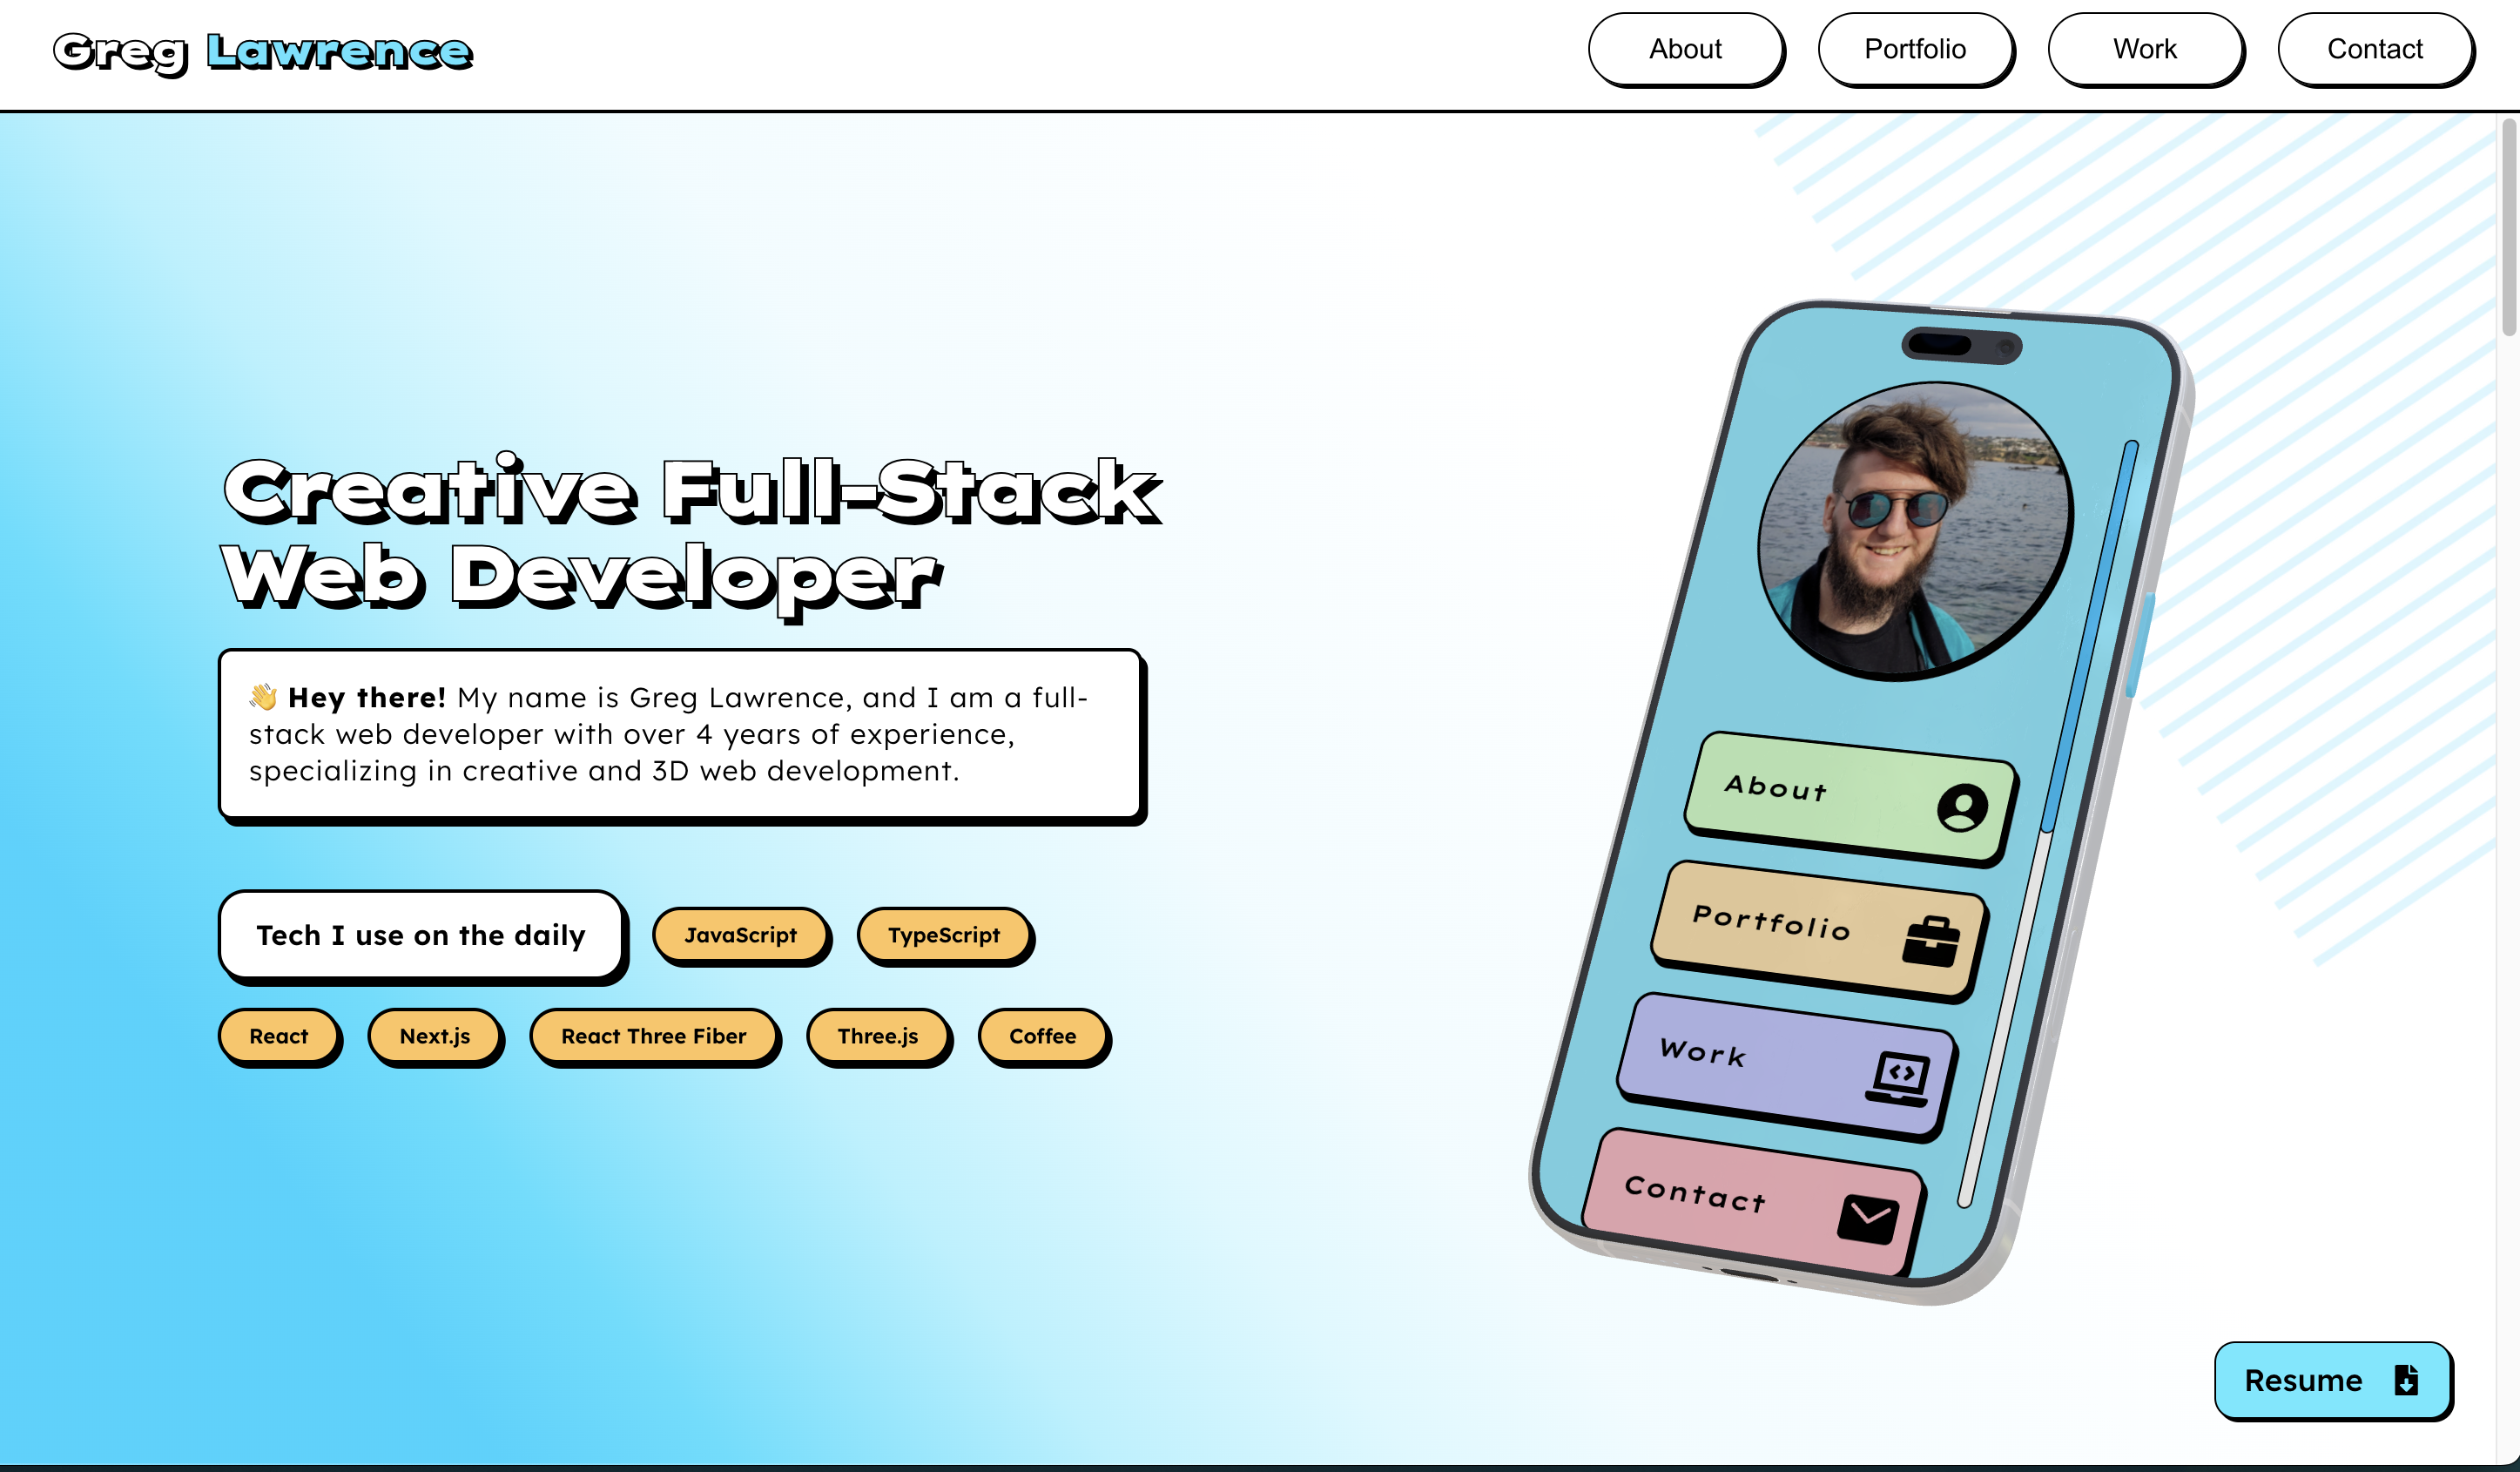 Greg Lawrence
About
Portfolio
Work
Contact
Creative Full-Stack
Web Developer
👋 Hey there! My name is Greg Lawrence, and I am a full-
stack web developer with over 4 years of experience,
specializing in creative and 3D web development.
Tech I use on the daily
JavaScript
TypeScript
React
Next.js
React Three Fiber
Three.js
Coffee
About
Portfolio
Work
Contact
Resume